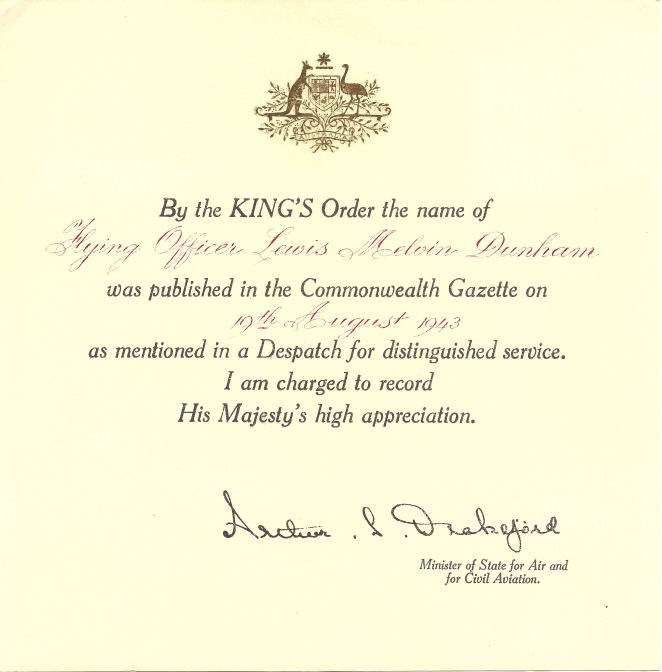 AUSTRALIA
By the KING'S Order the name of
Flying Officer Lewis Melvin Dunham
was published in the Commonwealth Gazette on
19th August 1943
as mentioned in a Despatch for distinguished service.
I am charged to record
His Majesty's high appreciation.
Arthur . S . Drakeford
Minister of State for Air and
for Civil Aviation.